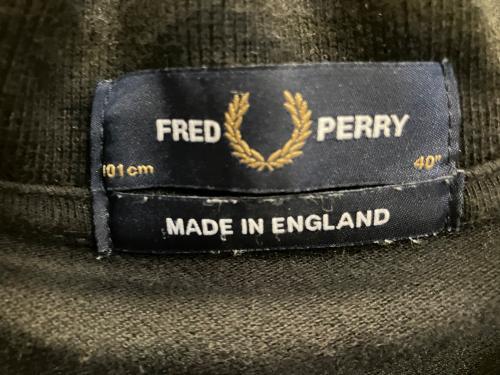 FRED PERRY
101cm 40"
MADE IN ENGLAND